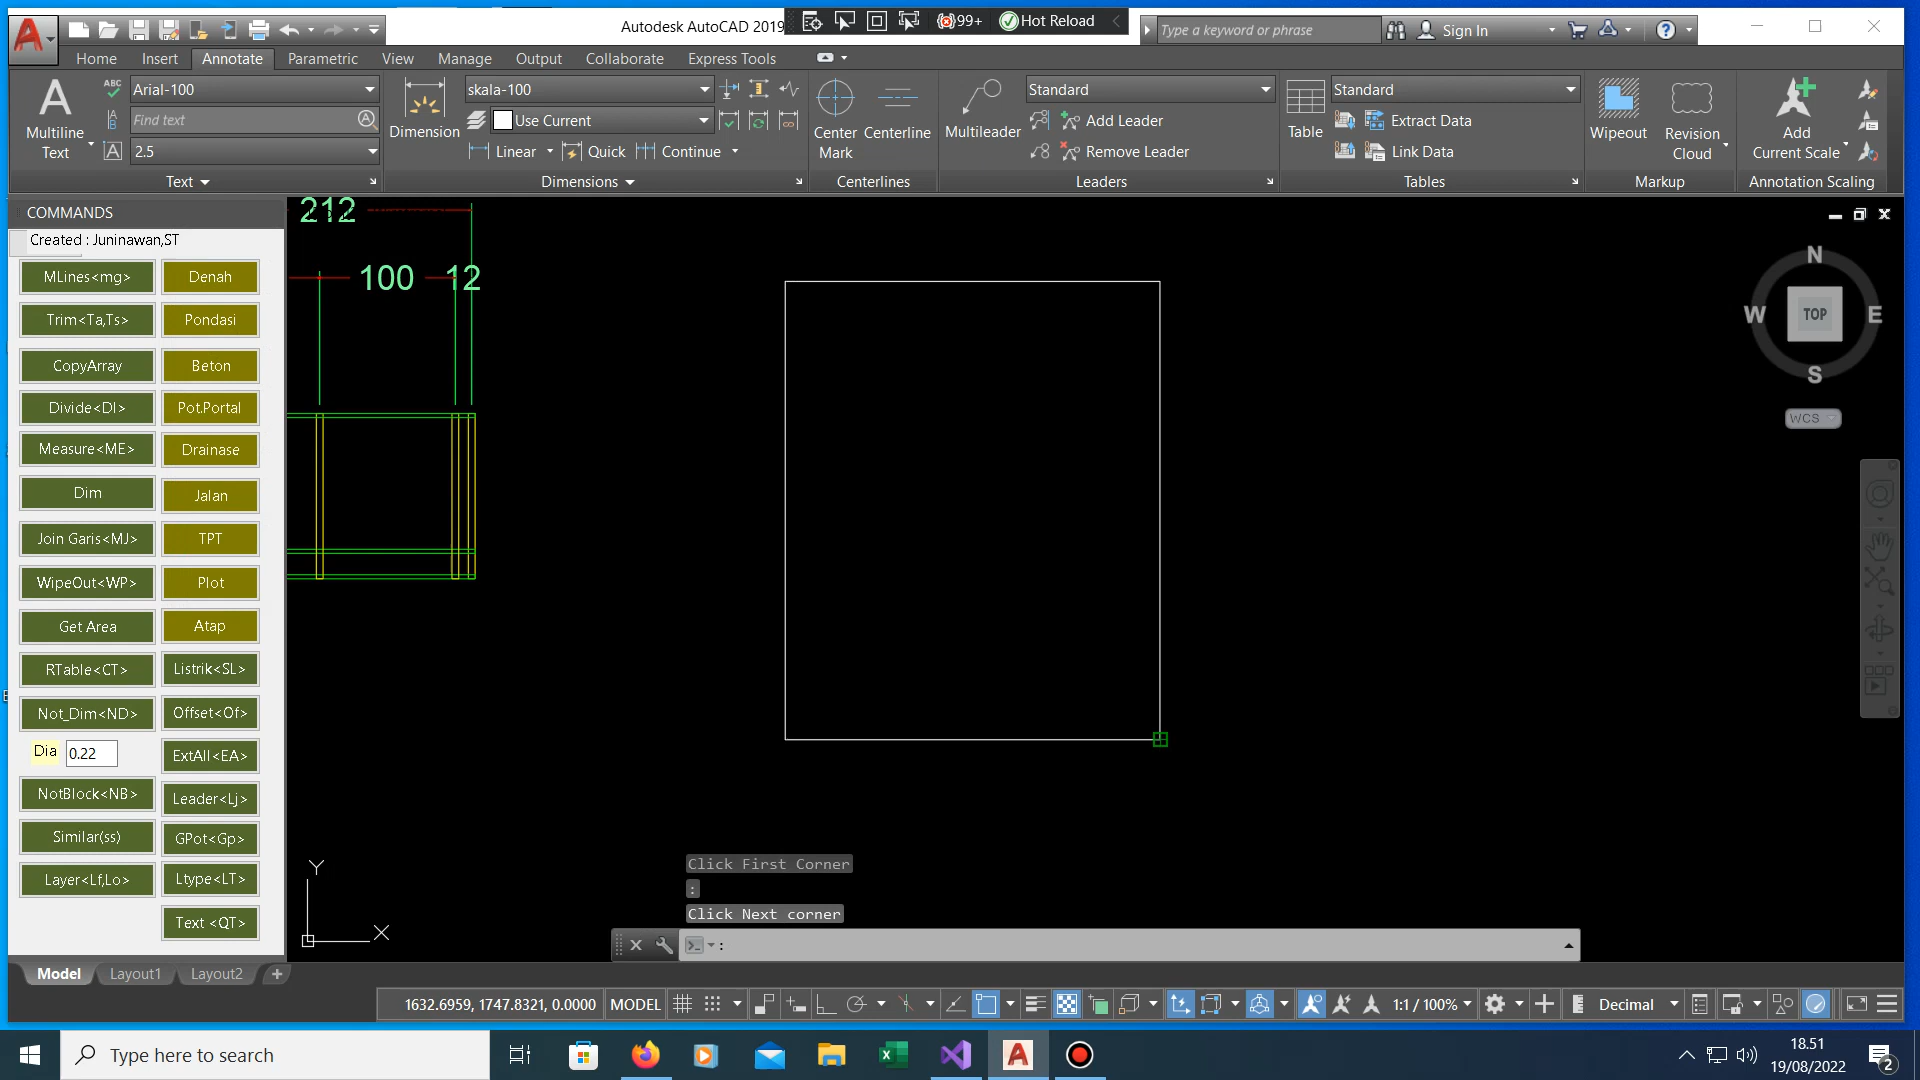 Autodesk AutoCAD 2019
99+
Hot Reload
Type a keyword or phrase
Sign In
Home
Insert
Annotate
Parametric
View
Manage
Output
Collaborate
Express Tools
Multiline
Text
ABC
Arial-100
Find text
2.5
Text
Dimension
skala-100
Use Current
Linear
Quick
Continue
Dimensions
Center
Mark
Centerline
Centerlines
Multileader
Standard
Add Leader
Remove Leader
Leaders
Table
Standard
Extract Data
Link Data
Tables
Wipeout
Revision
Cloud
Markup
Add
Current Scale
Annotation Scaling
COMMANDS
Created : Juninawan,ST
MLines<mg>
Denah
Trim<Ta,Ts>
Pondasi
CopyArray
Beton
Divide<DI>
Pot.Portal
Measure<ME>
Drainase
Dim
Jalan
Join Garis<MJ>
TPT
WipeOut<WP>
Plot
Get Area
Atap
RTable<CT>
Listrik<SL>
Not_Dim<ND>
Offset<Of>
Dia
0.22
ExtAll<EA>
NotBlock<NB>
Leader<Lj>
Similar(ss)
GPot<Gp>
Layer<Lf,Lo>
Ltype<LT>
Text <QT>
212
100
12
N
W
TOP
E
S
WCS
Y
X
Click First Corner
:
Click Next corner
:
Model
Layout1
Layout2
+
1632.6959, 1747.8321, 0.0000
MODEL
1:1 / 100%
Decimal
Type here to search
18.51
19/08/2022
2